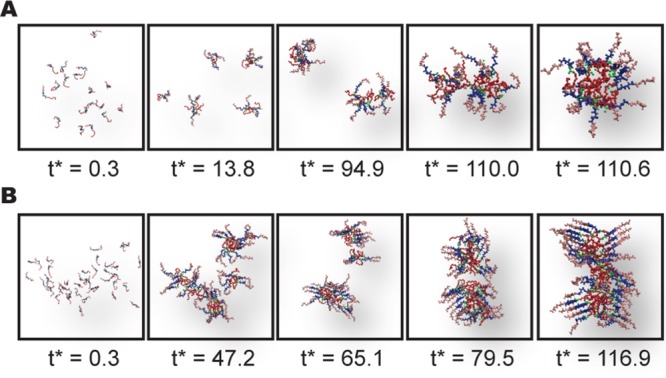 A
t* = 0.3 t* = 13.8 t* = 94.9 t* = 110.0 t* = 110.6
B
t* = 0.3 t* = 47.2 t* = 65.1 t* = 79.5 t* = 116.9